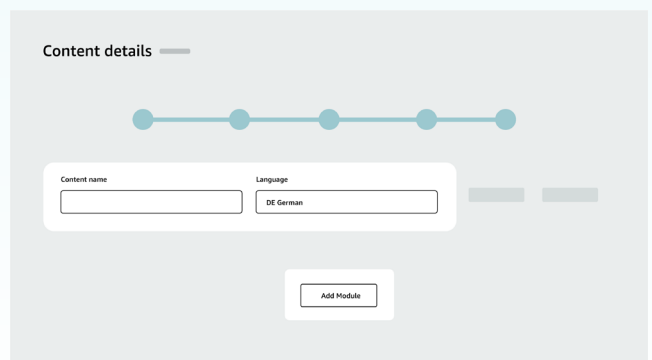 Content details
Content name
Language
DE German
Add Module